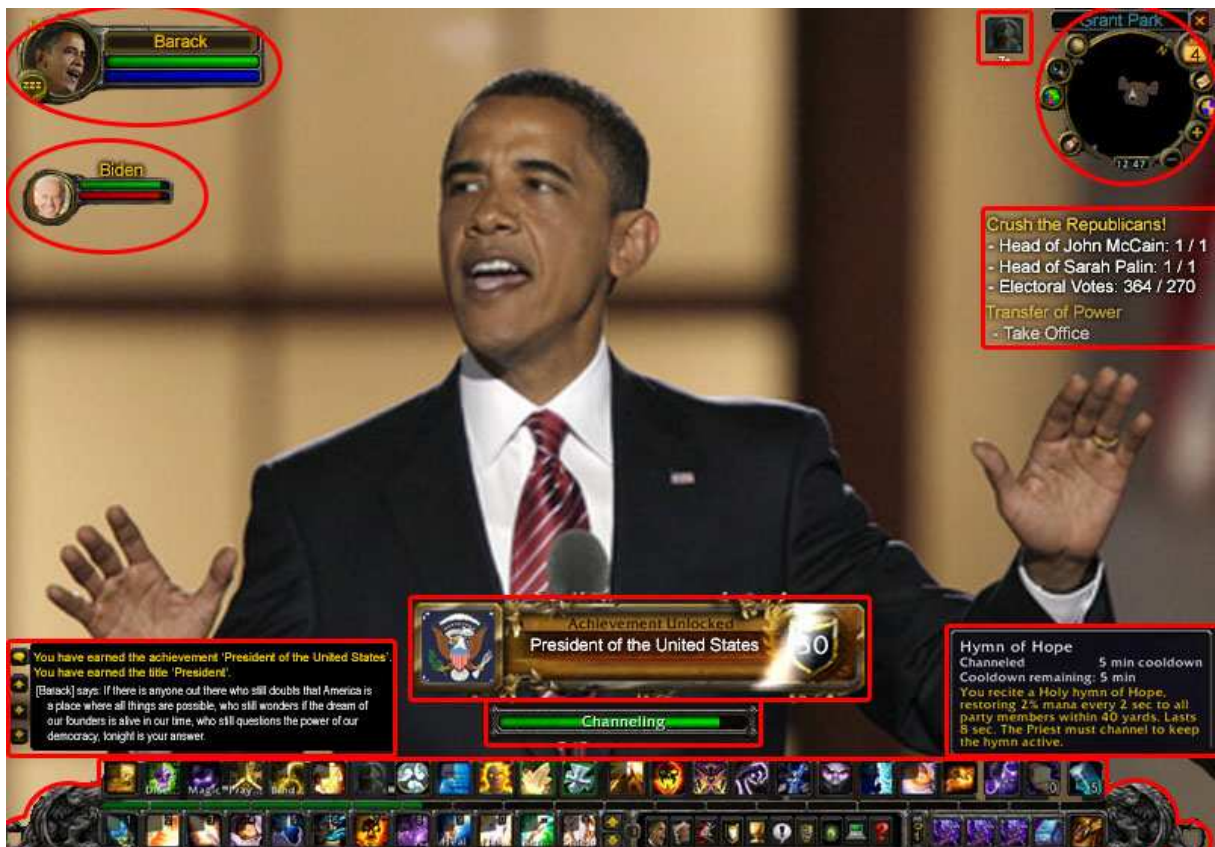 Barack
Grant Park
4
Biden
12:47
Crush the Republicans!
- Head of John McCain: 1 / 1
- Head of Sarah Palin: 1 / 1
- Electoral Votes: 364 / 270
Transfer of Power
- Take Office
Achievement Unlocked
President of the United States
Channeling
You have earned the achievement 'President of the United States'.
You have earned the title 'President'.
[Barack] says: If there is anyone out there who still doubts that America is
a place where all things are possible, who still wonders if the dream of
our founders is alive in our time, who still questions the power of our
democracy, tonight is your answer.
Hymn of Hope
Channeled 5 min cooldown
Cooldown remaining: 5 min
You recite a Holy hymn of Hope,
restoring 2% mana every 2 sec to all
party members within 40 yards. Lasts
8 sec. The Priest must channel to keep
the hymn active.
Magic